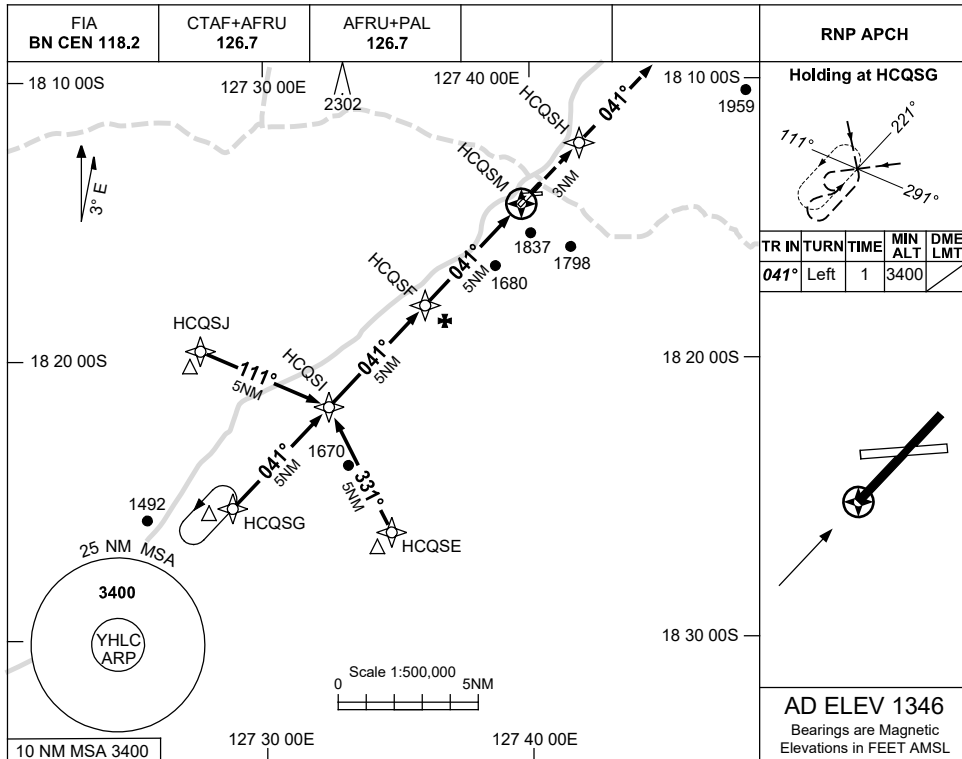 FIA
BN CEN 118.2
CTAF+AFRU
126.7
AFRU+PAL
126.7
RNP APCH
18 10 00S
127 30 00E
2302
127 40 00E
18 10 00S
1959
HCQSH
041°
3° E
HCQSM
3NM
1837
1798
1680
041°
5NM
HCQSF
HCQSJ
18 20 00S
111°
5NM
HCQSI
041°
5NM
18 20 00S
1670
041°
5NM
331°
5NM
HCQSG
HCQSE
1492
25 NM MSA
3400
YHLC
ARP
18 30 00S
Scale 1:500,000
0 5NM
10 NM MSA 3400
127 30 00E
127 40 00E
Holding at HCQSG
111°
221°
291°
TR IN TURN TIME MIN ALT DME LMT
041° Left 1 3400
AD ELEV 1346
Bearings are Magnetic
Elevations in FEET AMSL